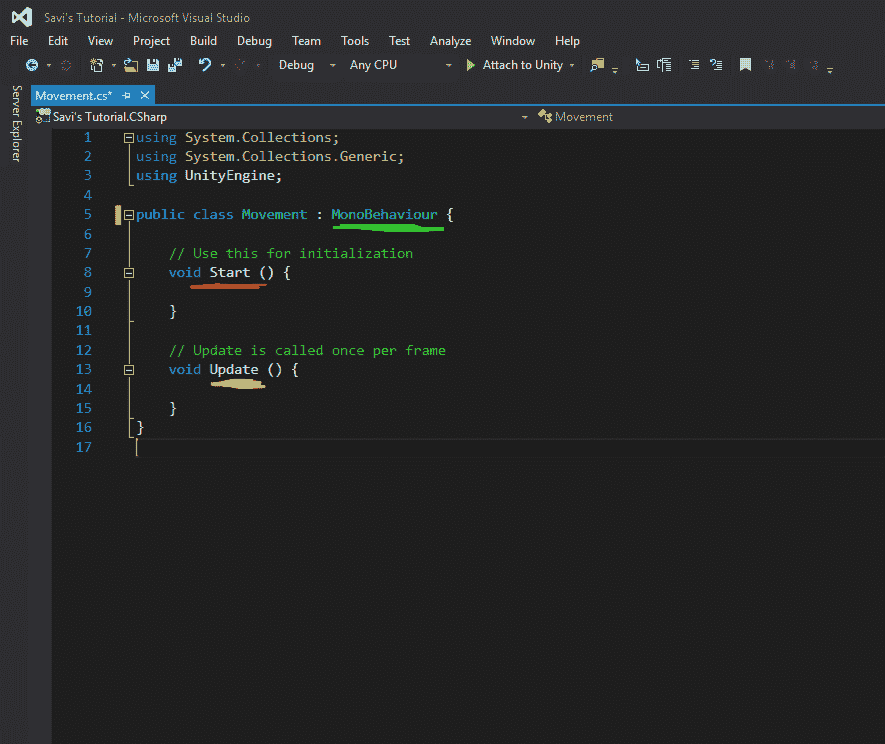 Savi's Tutorial - Microsoft Visual Studio
File Edit View Project Build Debug Team Tools Test Analyze Window Help
Debug Any CPU Attach to Unity
Server Explorer
Movement.cs*
Savi's Tutorial.CSharp Movement
1 using System.Collections;
2 using System.Collections.Generic;
3 using UnityEngine;
4
5 public class Movement : MonoBehaviour {
6
7 // Use this for initialization
8 void Start () {
9
10 }
11
12 // Update is called once per frame
13 void Update () {
14
15 }
16 }
17